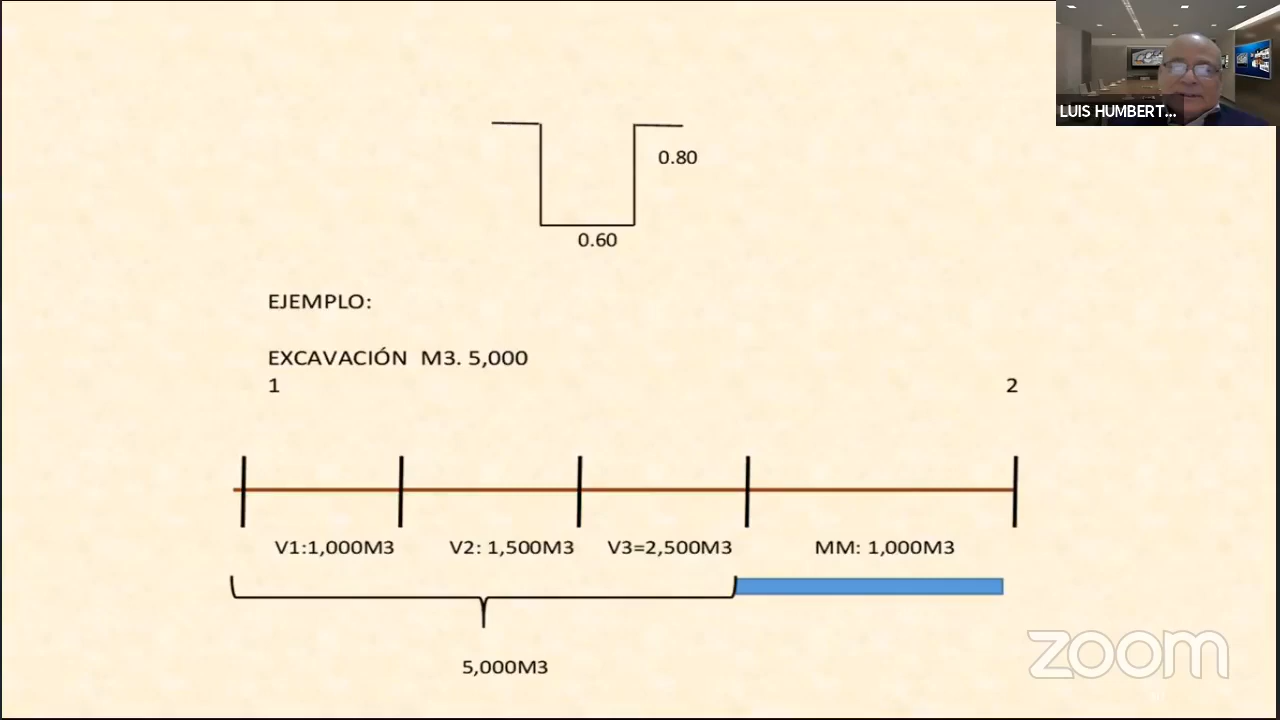 LUIS HUMBERT...
0.80
0.60
EJEMPLO:
EXCAVACIÓN M3. 5,000
1 2
V1:1,000M3 V2: 1,500M3 V3=2,500M3 MM: 1,000M3
5,000M3
zoom